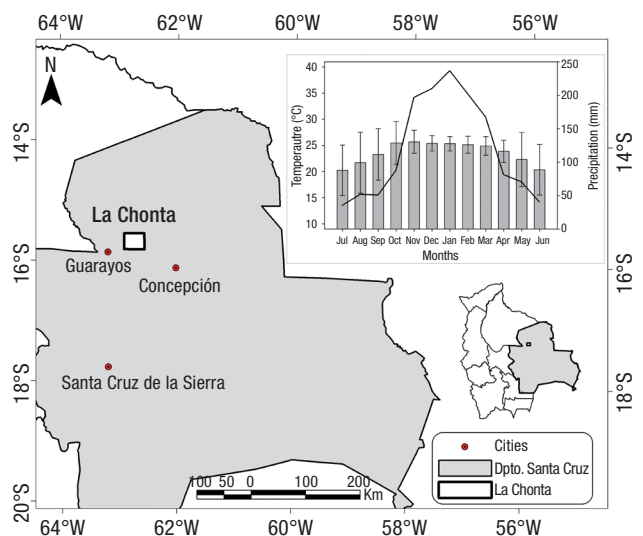 64°W 62°W 60°W 58°W 56°W
N
14°S
16°S
18°S
20°S
La Chonta
Guarayos
Concepción
Santa Cruz de la Sierra
Temperautre (°C)
40
35
30
25
20
15
10
250
200
150
100
50
0
Precipitation (mm)
Jul Aug Sep Oct Nov Dec Jan Feb Mar Apr May Jun
Months
14°S
16°S
18°S
20°S
Cities
Dpto. Santa Cruz
La Chonta
100 50 0 100 200
Km
64°W 62°W 60°W 58°W 56°W